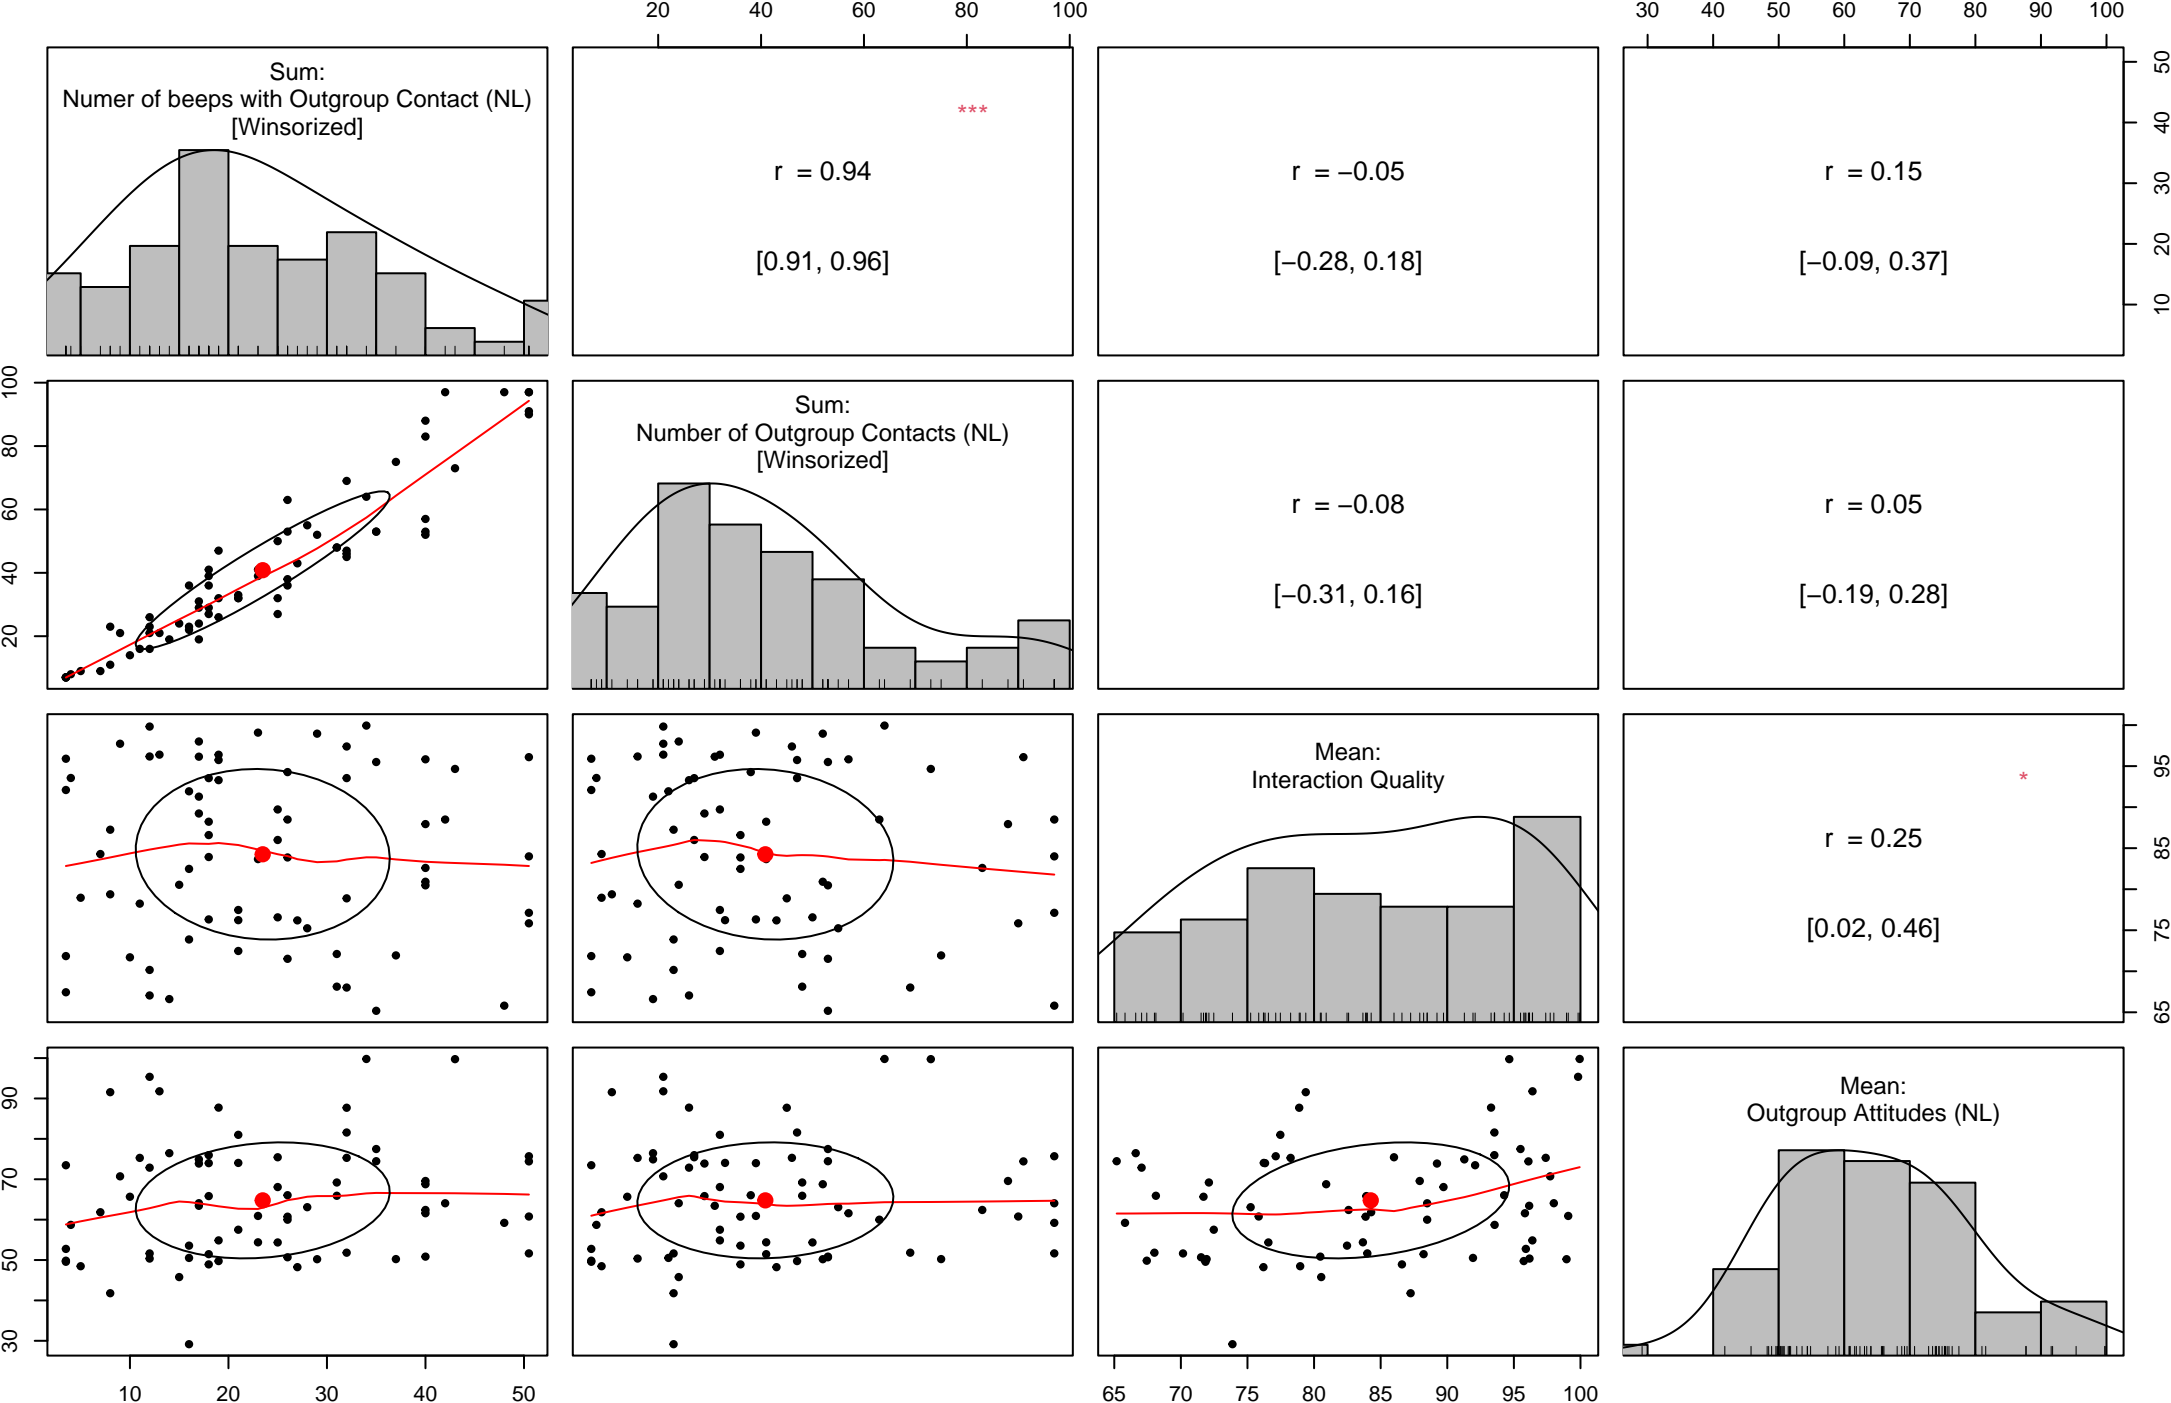 20 40 60 80 100
30 40 50 60 70 80 90 100
Sum:
Numer of beeps with Outgroup Contact (NL)
[Winsorized]
***
r = 0.94
[0.91, 0.96]
r = −0.05
[−0.28, 0.18]
r = 0.15
[−0.09, 0.37]
10 20 30 40 50
20 40 60 80 100
Sum:
Number of Outgroup Contacts (NL)
[Winsorized]
r = −0.08
[−0.31, 0.16]
r = 0.05
[−0.19, 0.28]
Mean:
Interaction Quality
*
r = 0.25
[0.02, 0.46]
65 75 85 95
30 50 70 90
Mean:
Outgroup Attitudes (NL)
10 20 30 40 50
65 70 75 80 85 90 95 100